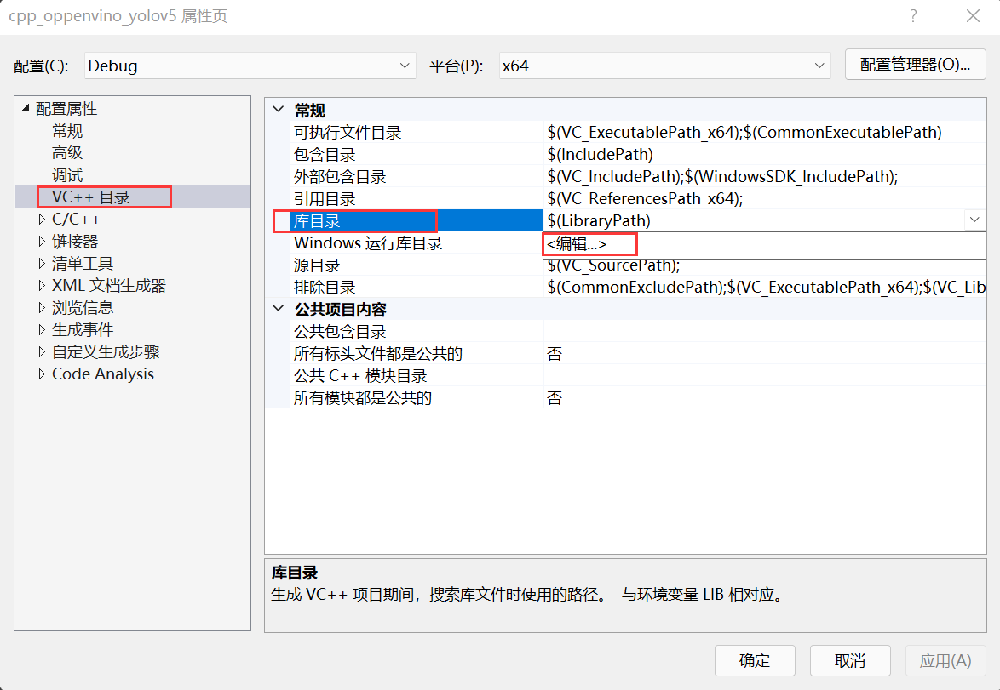 cpp_oppenvino_yolov5 属性页
配置(C): Debug 平台(P): x64 配置管理器(O)...
配置属性
常规
高级
调试
VC++ 目录
C/C++
链接器
清单工具
XML 文档生成器
浏览信息
生成事件
自定义生成步骤
Code Analysis
常规
可执行文件目录 $(VC_ExecutablePath_x64);$(CommonExecutablePath)
包含目录 $(IncludePath)
外部包含目录 $(VC_IncludePath);$(WindowsSDK_IncludePath);
引用目录 $(VC_ReferencesPath_x64);
库目录 $(LibraryPath)
Windows 运行库目录 <编辑...>
源目录 $(VC_SourcePath);
排除目录 $(CommonExcludePath);$(VC_ExecutablePath_x64);$(VC_Lib
公共项目内容
公共包含目录
所有标头文件都是公共的 否
公共 C++ 模块目录
所有模块都是公共的 否
库目录
生成 VC++ 项目期间，搜索库文件时使用的路径。 与环境变量 LIB 相对应。
确定 取消 应用(A)